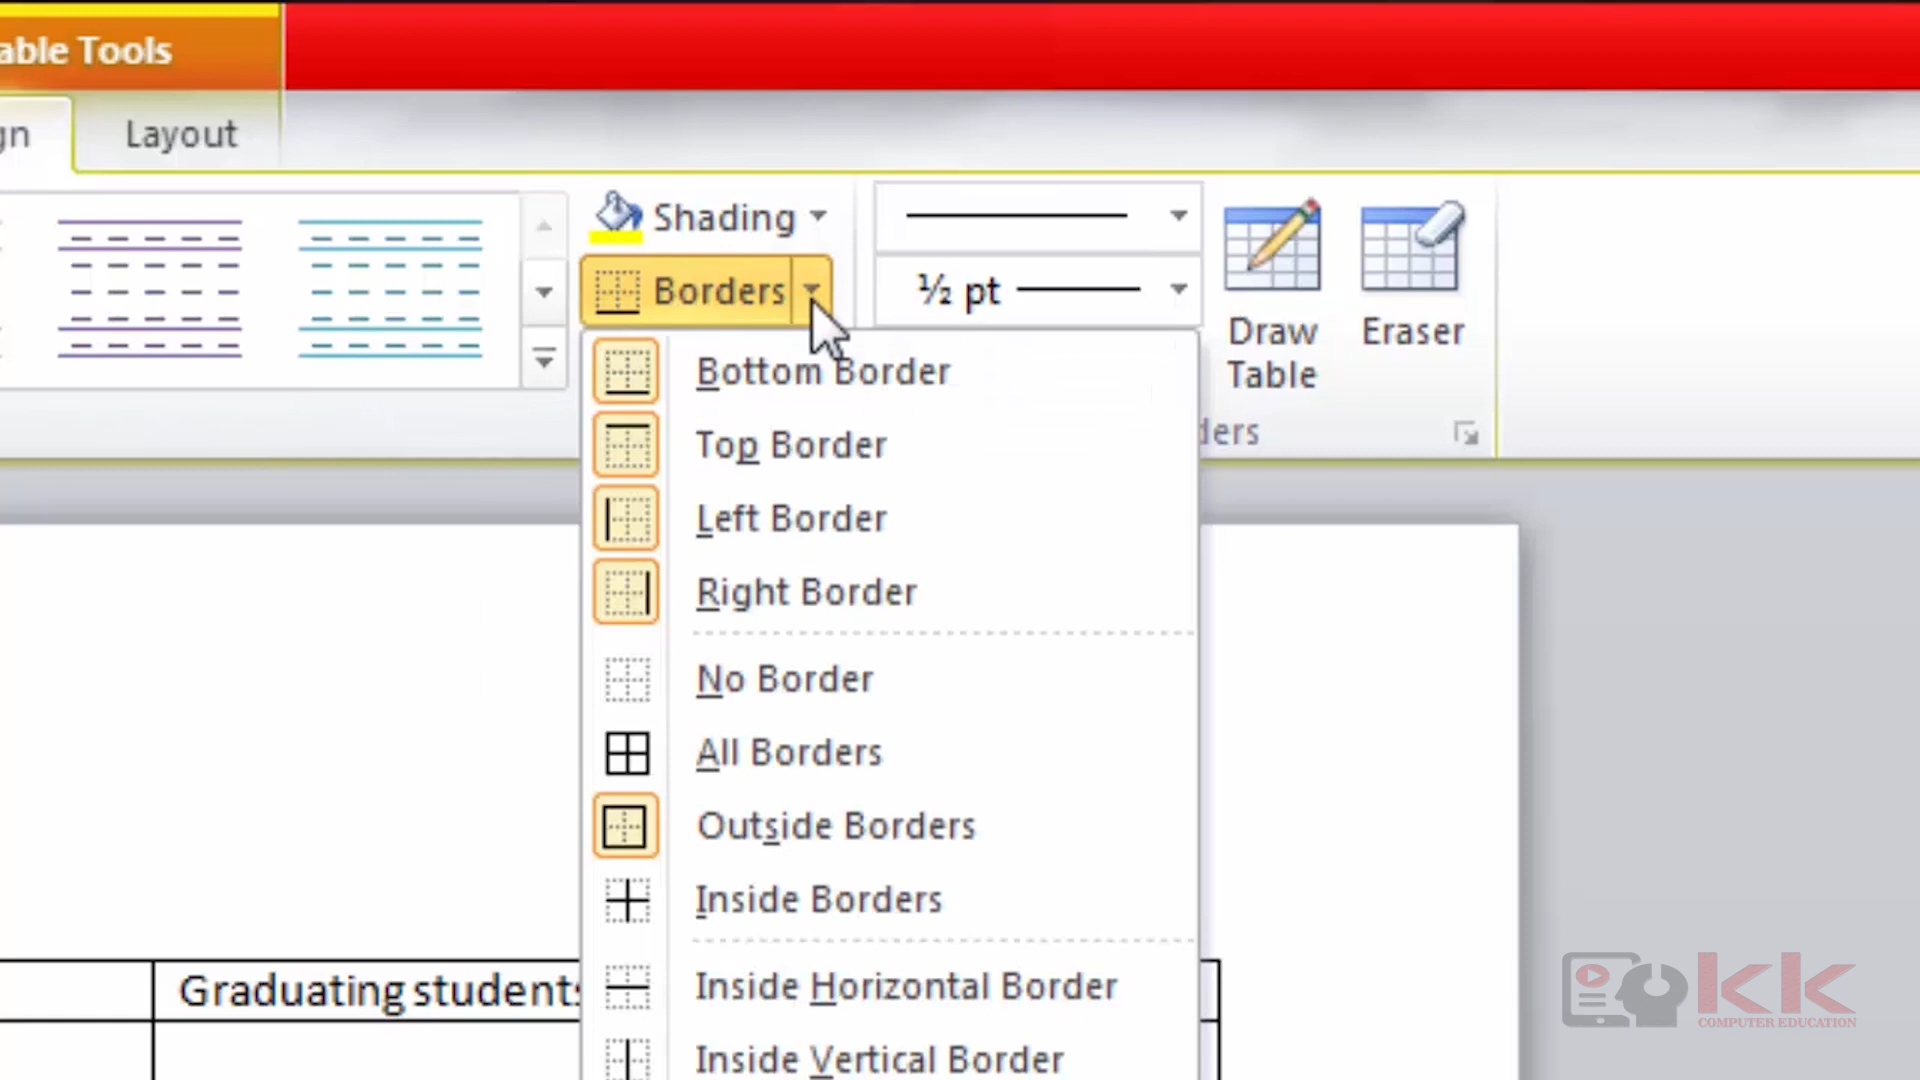 able Tools
gn
Layout
Shading
Borders
½ pt
Draw
Table
Eraser
ders
Bottom Border
Top Border
Left Border
Right Border
No Border
All Borders
Outside Borders
Inside Borders
Inside Horizontal Border
Inside Vertical Border
Graduating students
KK
COMPUTER EDUCATION